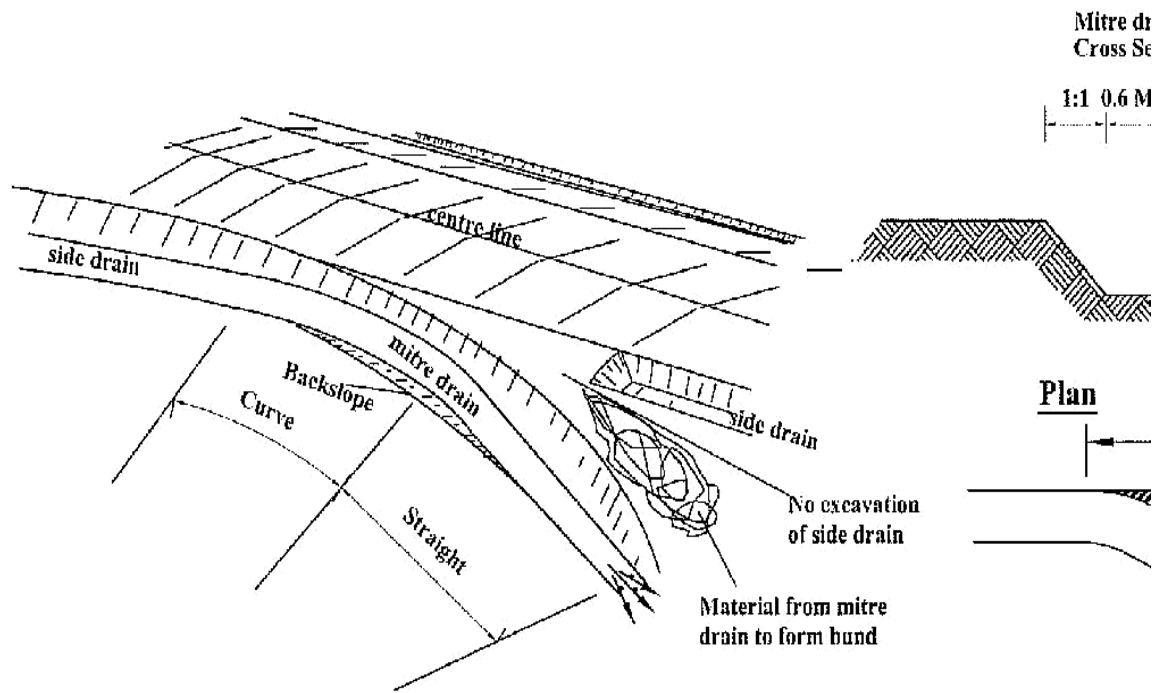 Mitre dr
Cross Se
1:1 0.6 M
centre line
side drain
mitre drain
Backslope
Curve
Straight
side drain
No excavation
of side drain
Material from mitre
drain to form bund
Plan